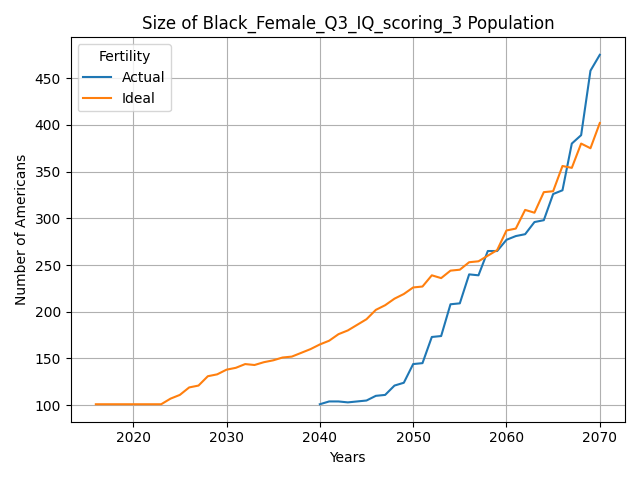 Size of Black_Female_Q3_IQ_scoring_3 Population
Fertility
Actual
Ideal
Number of Americans
450
400
350
300
250
200
150
100
2020 2030 2040 2050 2060 2070
Years